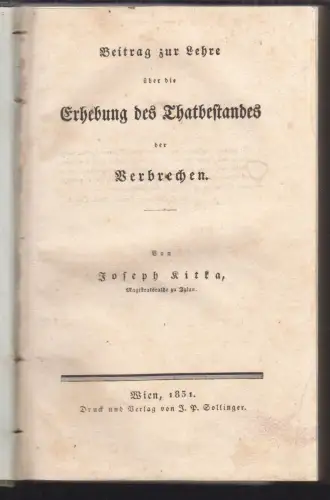 Beitrag zur Lehre
über die
Erhebung des Thatbestandes
der
Verbrechen.
Von
Joseph Kitka,
Magistratsrathe zu Iglau.
Wien, 1831.
Druck und Verlag von J. P. Sollinger.